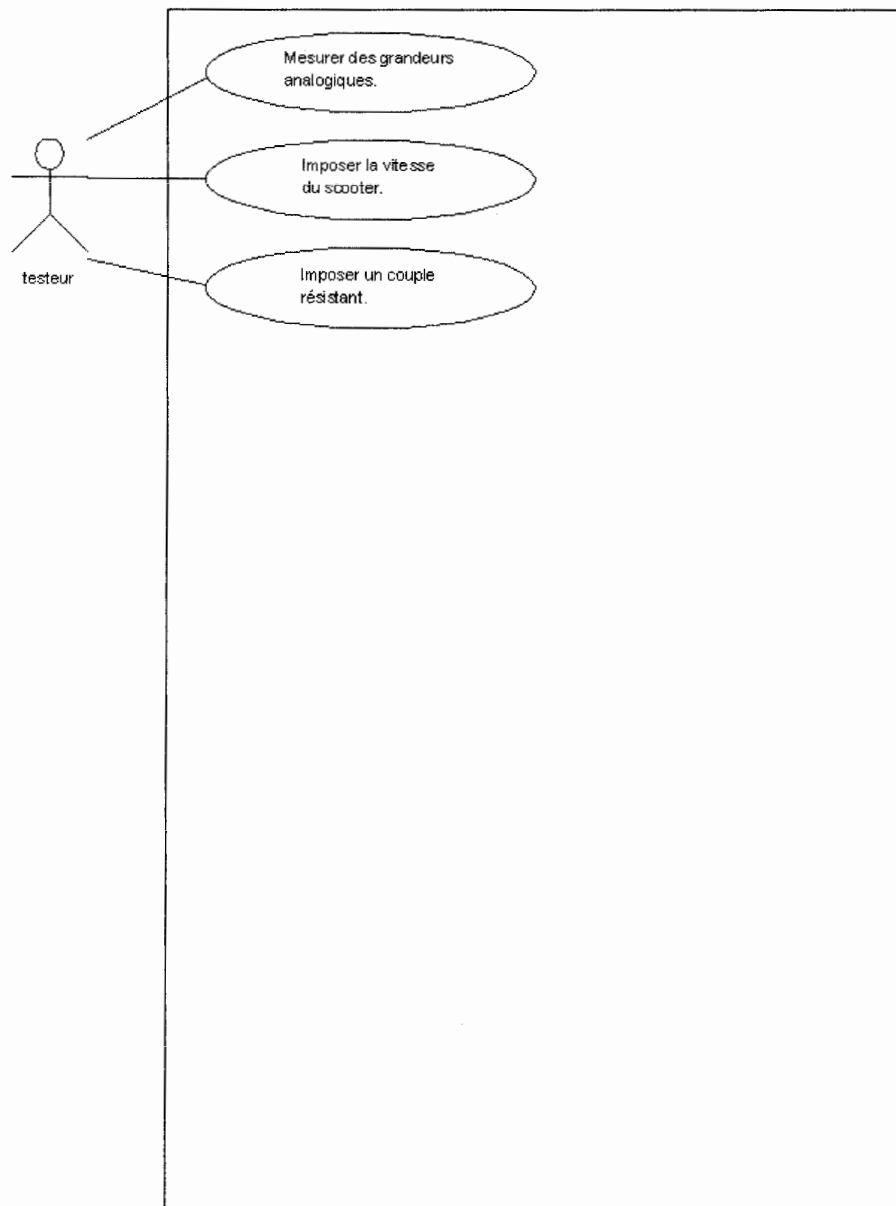 Mesurer des grandeurs
analogiques.
Imposer la vitesse
du scooter.
testeur
Imposer un couple
résistant.